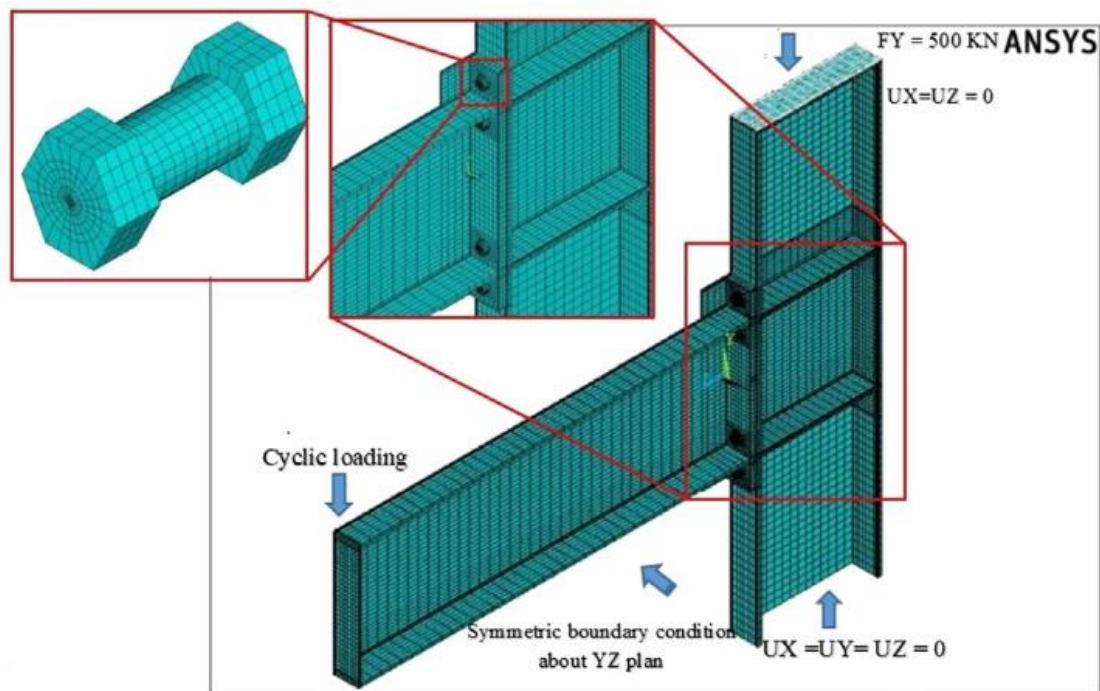 FY = 500 KN ANSYS
UX=UZ = 0
Cyclic loading
Symmetric boundary condition
about YZ plan
UX =UY= UZ = 0